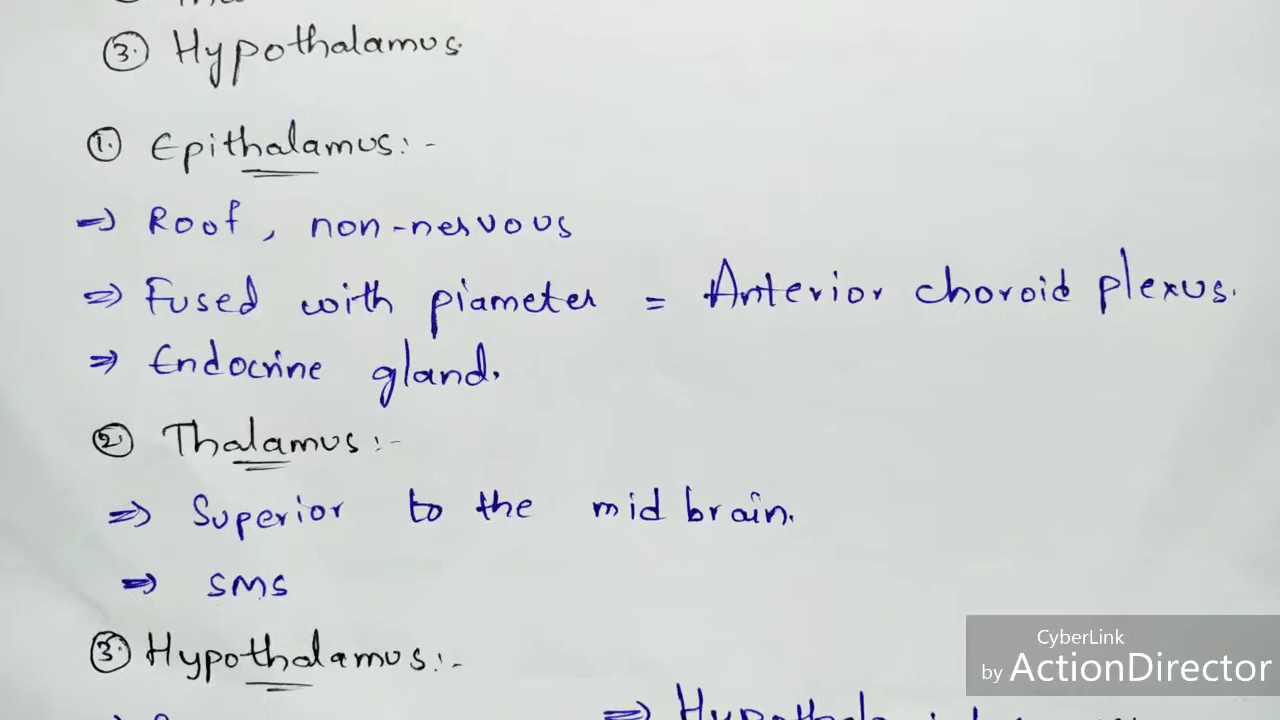 ③. Hypothalamus.
①. Epithalamus:-
⇒ Roof, non-nervous
⇒ Fused with piameter = Anterior choroid plexus.
⇒ Endocrine gland.
②. Thalamus:-
⇒ Superior to the mid brain.
⇒ SMS
③. Hypothalamus:-
CyberLink
by ActionDirector